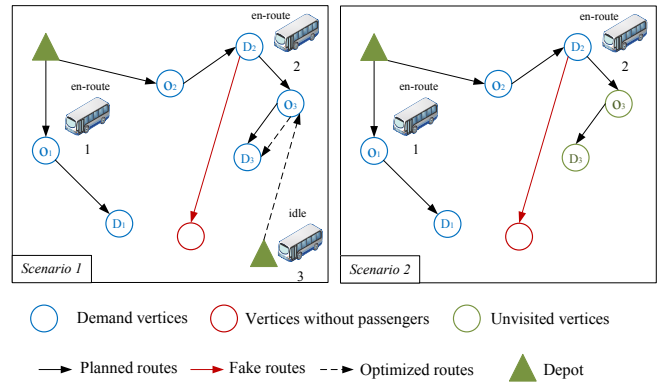 en-route
D2
2
en-route
O2
O3
1
O1
D3
D1
idle
3
Scenario 1
en-route
D2
2
en-route
O2
O3
1
O1
D3
D1
Scenario 2
Demand vertices
Vertices without passengers
Unvisited vertices
Planned routes
Fake routes
Optimized routes
Depot